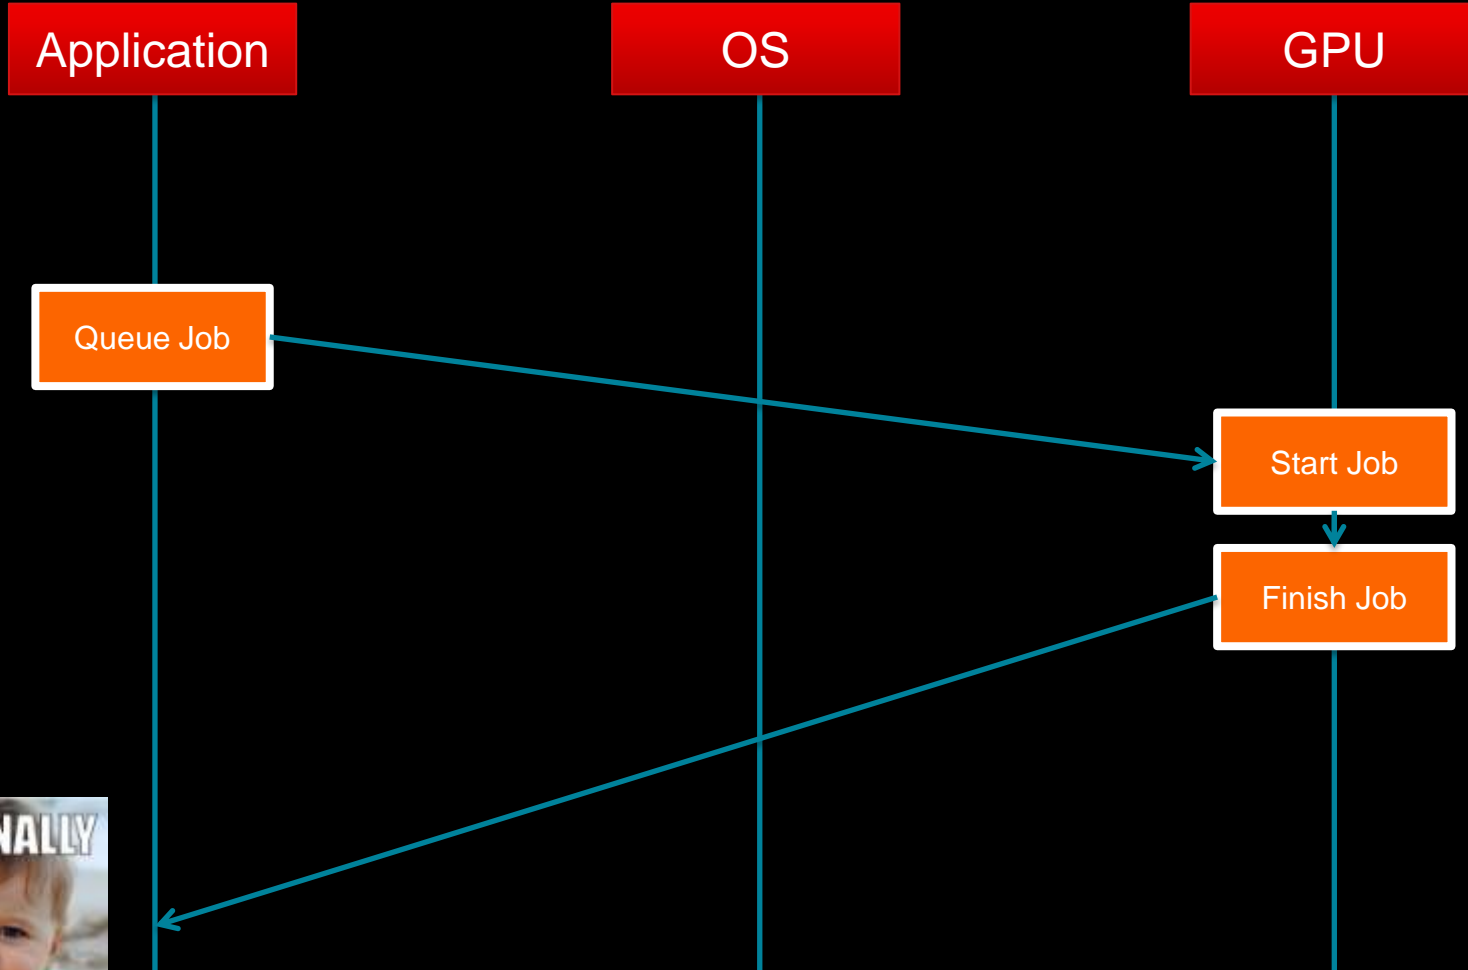 Application
OS
GPU
Queue Job
Start Job
Finish Job
NALLY